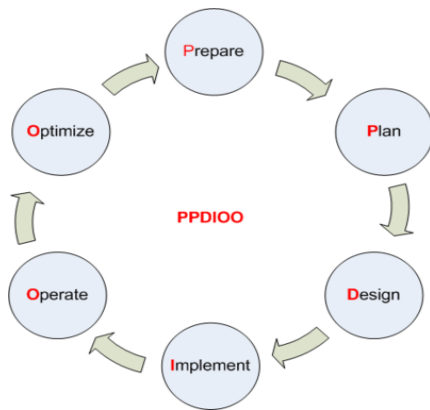 Prepare
Plan
Design
Implement
Operate
Optimize
PPDIOO